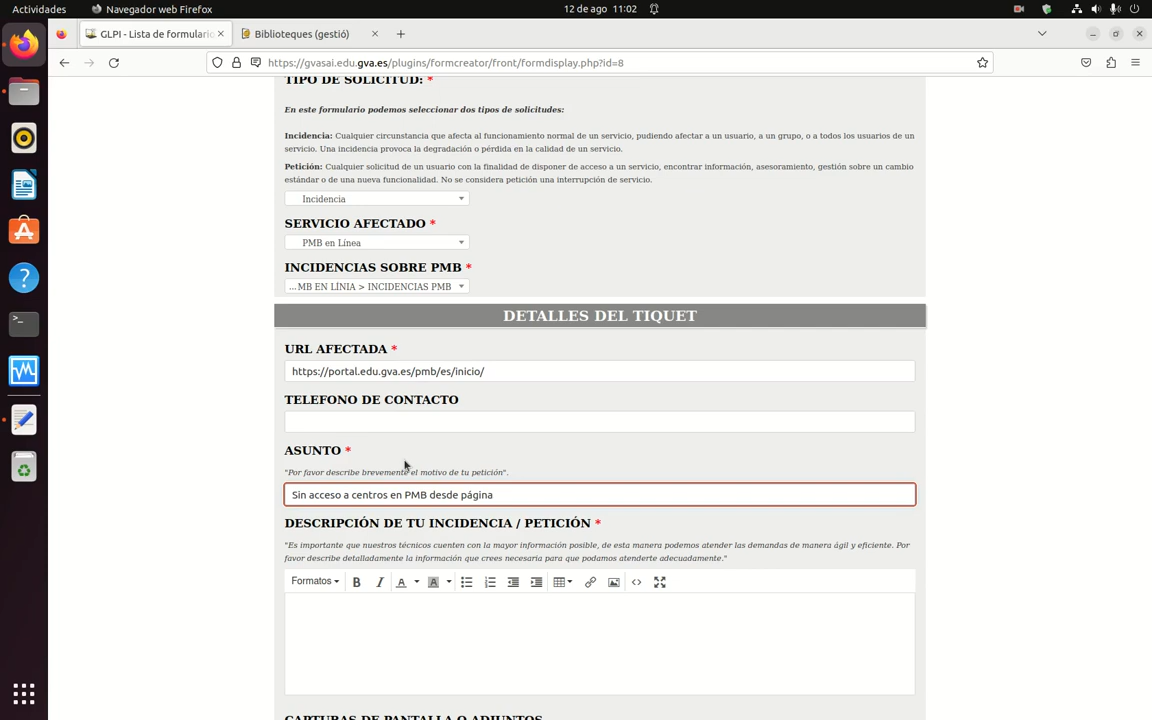 Actividades
Navegador web Firefox
12 de ago 11:02
GLPI - Lista de formulario
Biblioteques (gestió)
https://gvasai.edu.gva.es/plugins/formcreator/front/formdisplay.php?id=8
TIPO DE SOLICITUD: *
En este formulario podemos seleccionar dos tipos de solicitudes:
Incidencia: Cualquier circunstancia que afecta al funcionamiento normal de un servicio, pudiendo afectar a un usuario, a un grupo, o a todos los usuarios de un
servicio. Una incidencia provoca la degradación o pérdida en la calidad de un servicio.
Petición: Cualquier solicitud de un usuario con la finalidad de disponer de acceso a un servicio, encontrar información, asesoramiento, gestión sobre un cambio
estándar o de una nueva funcionalidad. No se considera petición una interrupción de servicio.
Incidencia
SERVICIO AFECTADO *
PMB en Línea
INCIDENCIAS SOBRE PMB *
...MB EN LÍNIA > INCIDENCIAS PMB
DETALLES DEL TIQUET
URL AFECTADA *
https://portal.edu.gva.es/pmb/es/inicio/
TELEFONO DE CONTACTO
ASUNTO *
"Por favor describe brevemente el motivo de tu petición".
Sin acceso a centros en PMB desde página
DESCRIPCIÓN DE TU INCIDENCIA / PETICIÓN *
"Es importante que nuestros técnicos cuenten con la mayor información posible, de esta manera podemos atender las demandas de manera ágil y eficiente. Por
favor describe detalladamente la información que crees necesaria para que podamos atenderte adecuadamente."
Formatos
CAPTURAS DE PANTALLA O ADJUNTOS